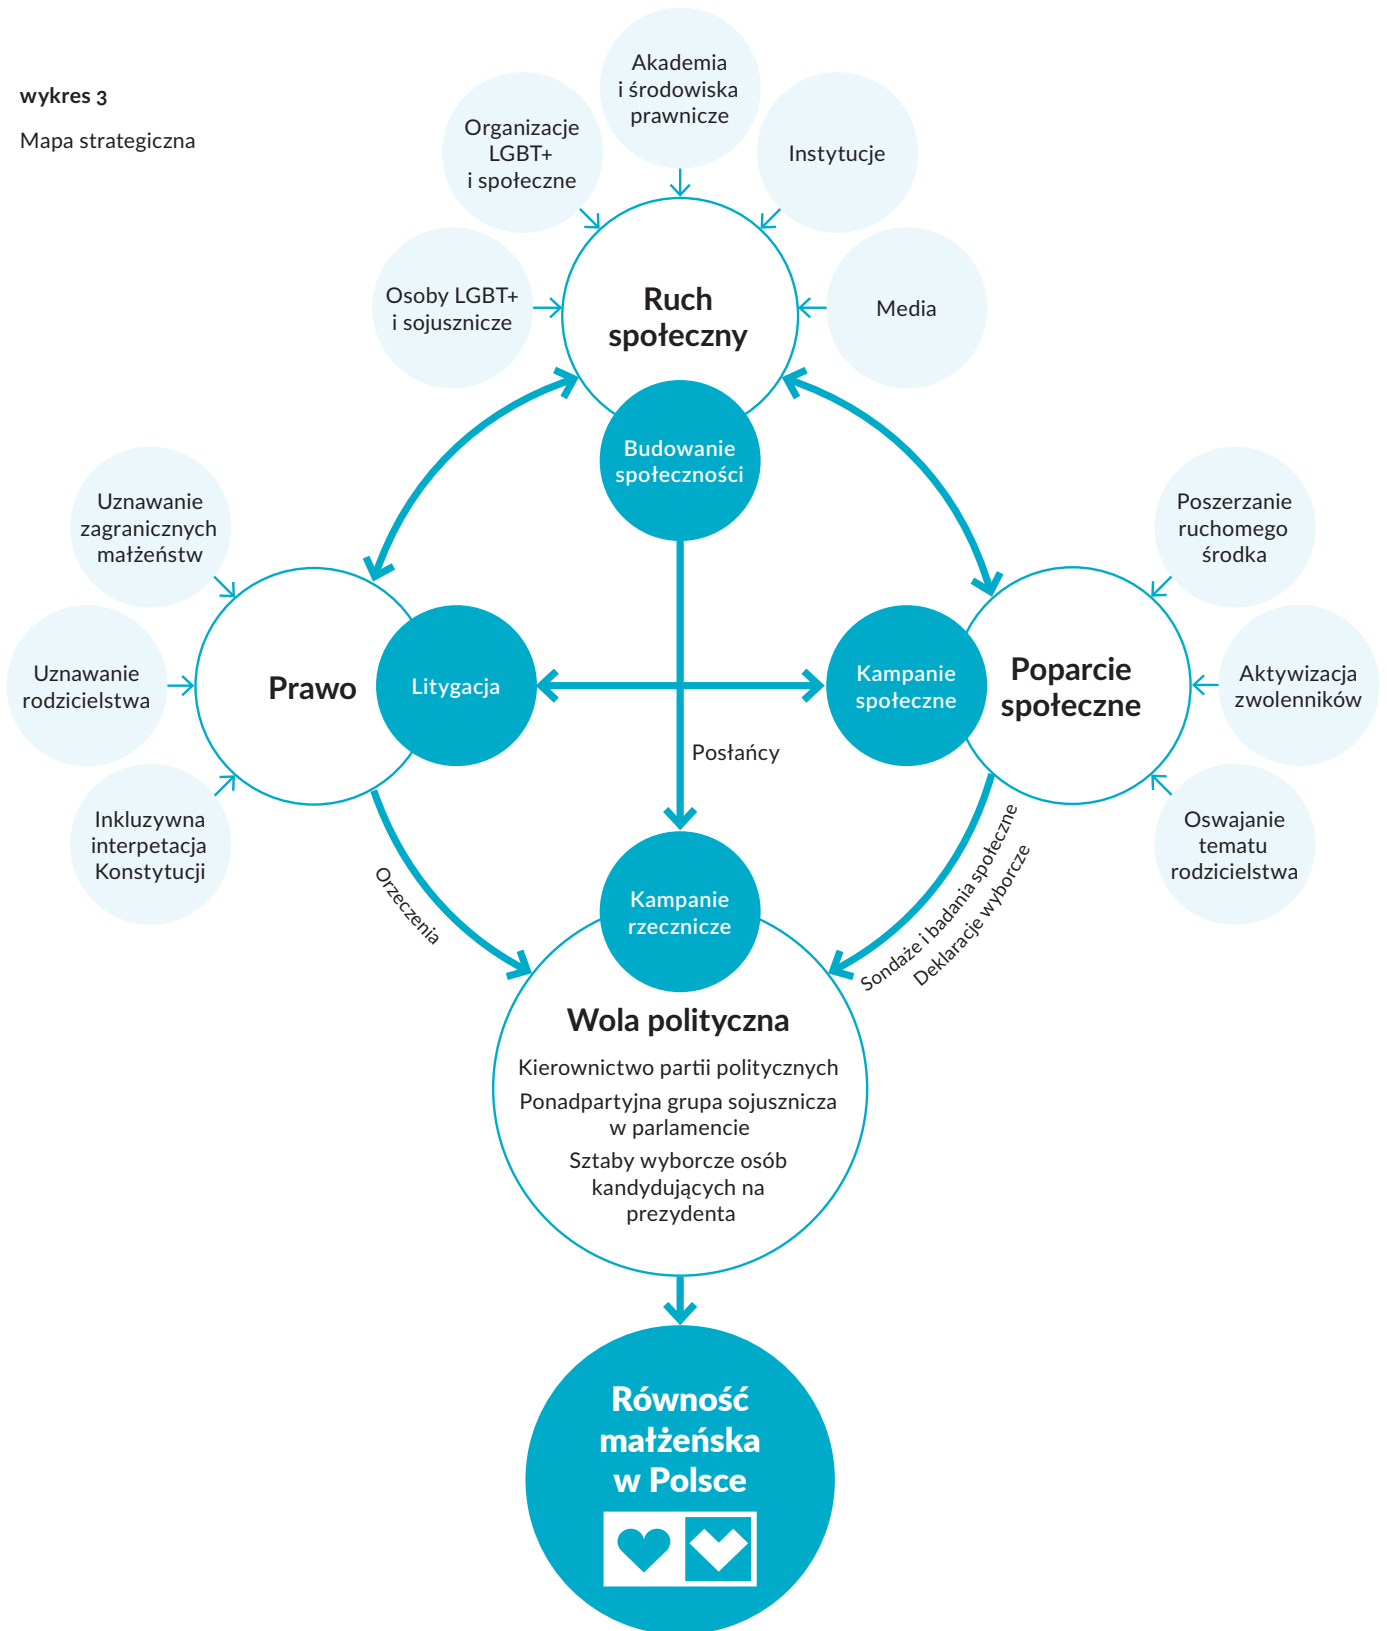 wykres 3
Mapa strategiczna
Akademia
i środowiska
prawnicze
Organizacje
LGBT+
i społeczne
Instytucje
Osoby LGBT+
i sojusznicze
Media
Ruch
społeczny
Budowanie
społeczności
Uznawanie
zagranicznych
małżeństw
Uznawanie
rodzicielstwa
Inkluzywna
interpetacja
Konstytucji
Prawo
Litygacja
Kampanie
społeczne
Poparcie
społeczne
Poszerzanie
ruchomego
środka
Aktywizacja
zwolenników
Oswajanie
tematu
rodzicielstwa
Posłańcy
Orzeczenia
Sondaże i badania społeczne
Deklaracje wyborcze
Kampanie
rzecznicze
Wola polityczna
Kierownictwo partii politycznych
Ponadpartyjna grupa sojusznicza
w parlamencie
Sztaby wyborcze osób
kandydujących na
prezydenta
Równość
małżeńska
w Polsce